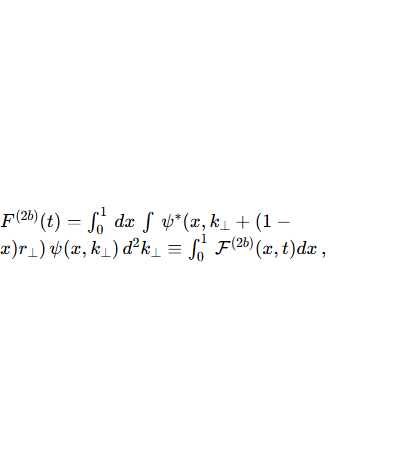 F^{(2b)}(t) = ∫_0^1 dx ∫ ψ*(x, k_⊥ + (1 −
x)r_⊥) ψ(x, k_⊥) d²k_⊥ ≡ ∫_0^1 ℱ^{(2b)}(x, t)dx ,